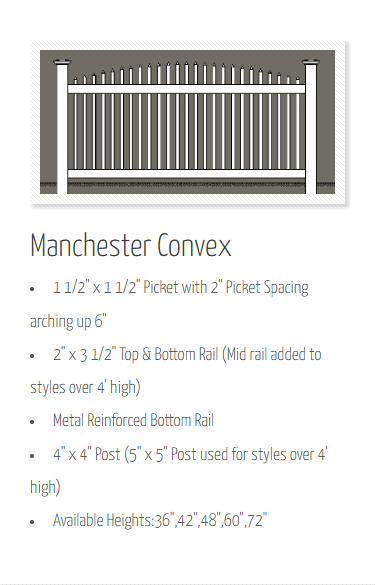 Manchester Convex
• 1 1/2" x 1 1/2" Picket with 2" Picket Spacing
arching up 6"
• 2" x 3 1/2" Top & Bottom Rail (Mid rail added to
styles over 4' high)
• Metal Reinforced Bottom Rail
• 4" x 4" Post (5" x 5" Post used for styles over 4'
high)
• Available Heights:36",42",48",60",72"